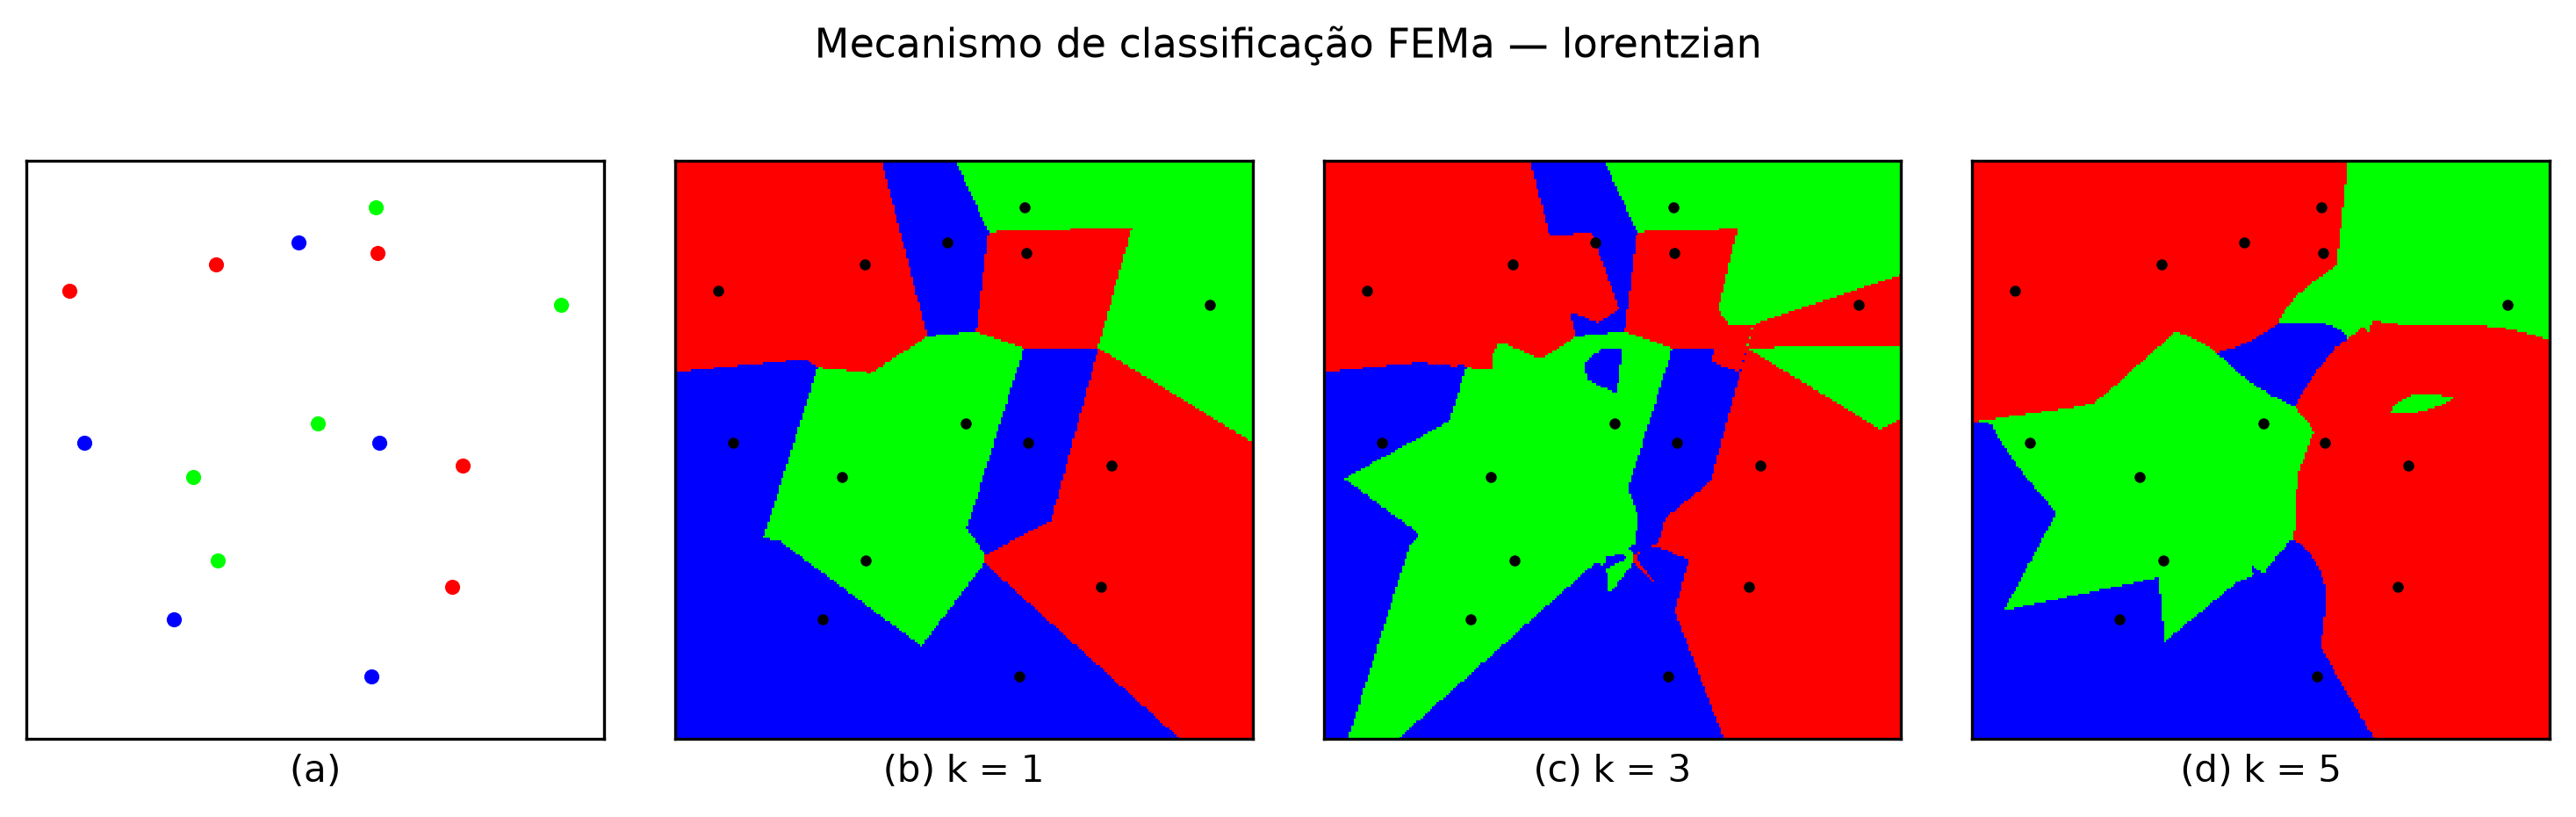 Mecanismo de classificação FEMa — lorentzian
(a)
(b) k = 1
(c) k = 3
(d) k = 5